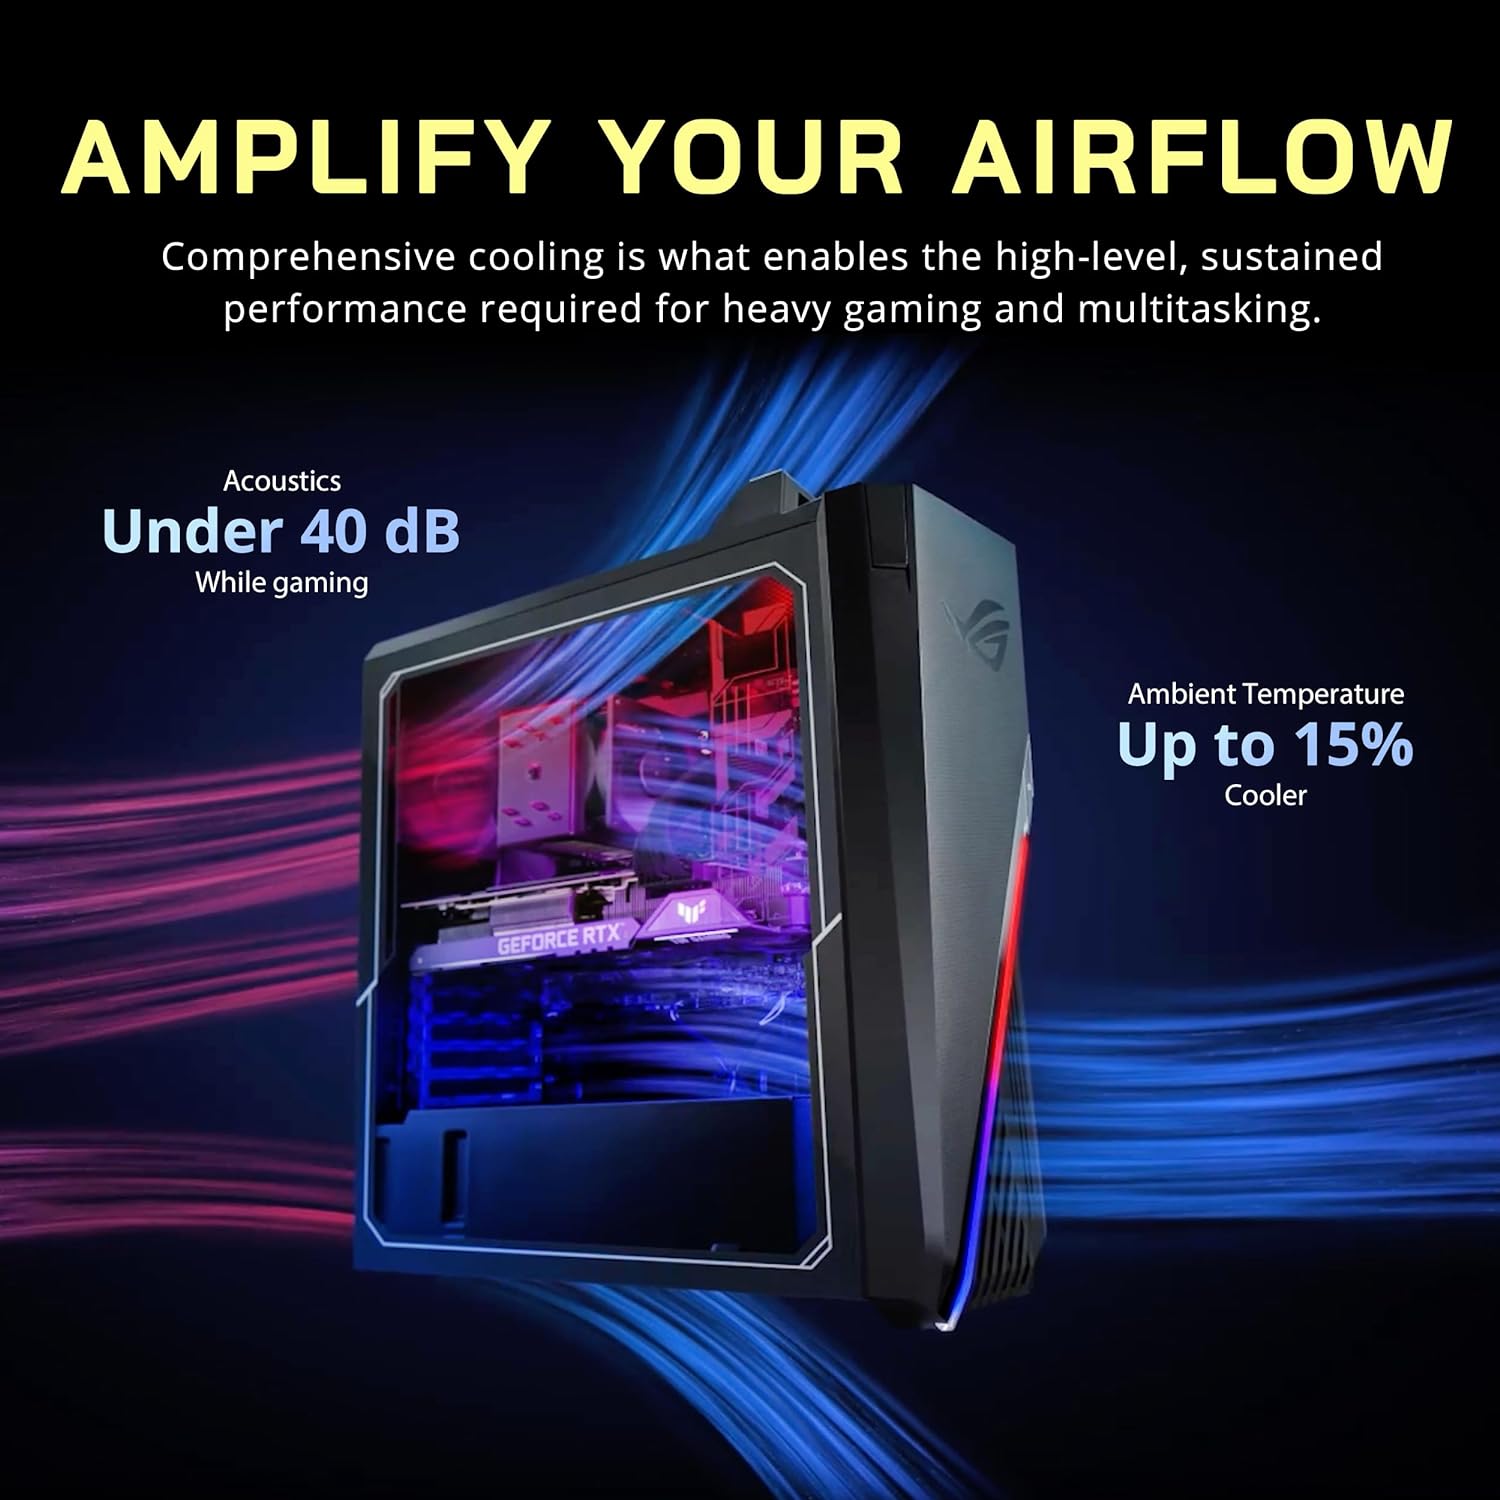 AMPLIFY YOUR AIRFLOW
Comprehensive cooling is what enables the high-level, sustained
performance required for heavy gaming and multitasking.
Acoustics
Under 40 dB
While gaming
Ambient Temperature
Up to 15%
Cooler
GEFORCE RTX